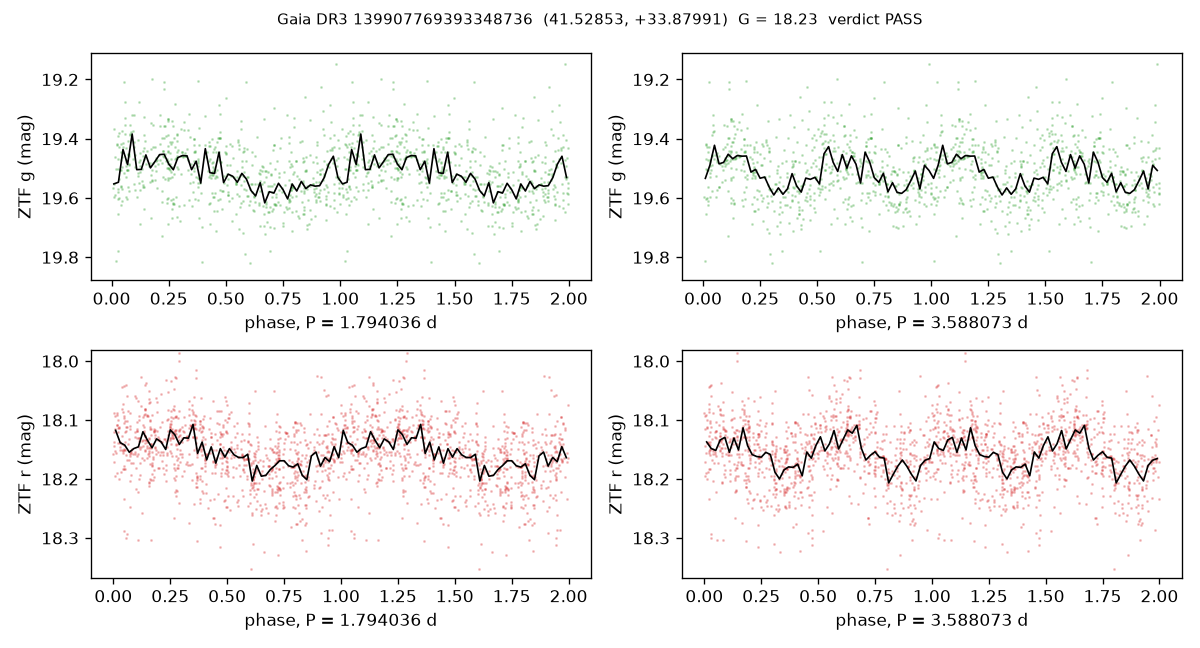 Gaia DR3 139907769393348736 (41.52853, +33.87991) G = 18.23 verdict PASS
ZTF g (mag)
19.2
19.4
19.6
19.8
0.00 0.25 0.50 0.75 1.00 1.25 1.50 1.75 2.00
phase, P = 1.794036 d
ZTF g (mag)
19.2
19.4
19.6
19.8
0.00 0.25 0.50 0.75 1.00 1.25 1.50 1.75 2.00
phase, P = 3.588073 d
ZTF r (mag)
18.0
18.1
18.2
18.3
0.00 0.25 0.50 0.75 1.00 1.25 1.50 1.75 2.00
phase, P = 1.794036 d
ZTF r (mag)
18.0
18.1
18.2
18.3
0.00 0.25 0.50 0.75 1.00 1.25 1.50 1.75 2.00
phase, P = 3.588073 d